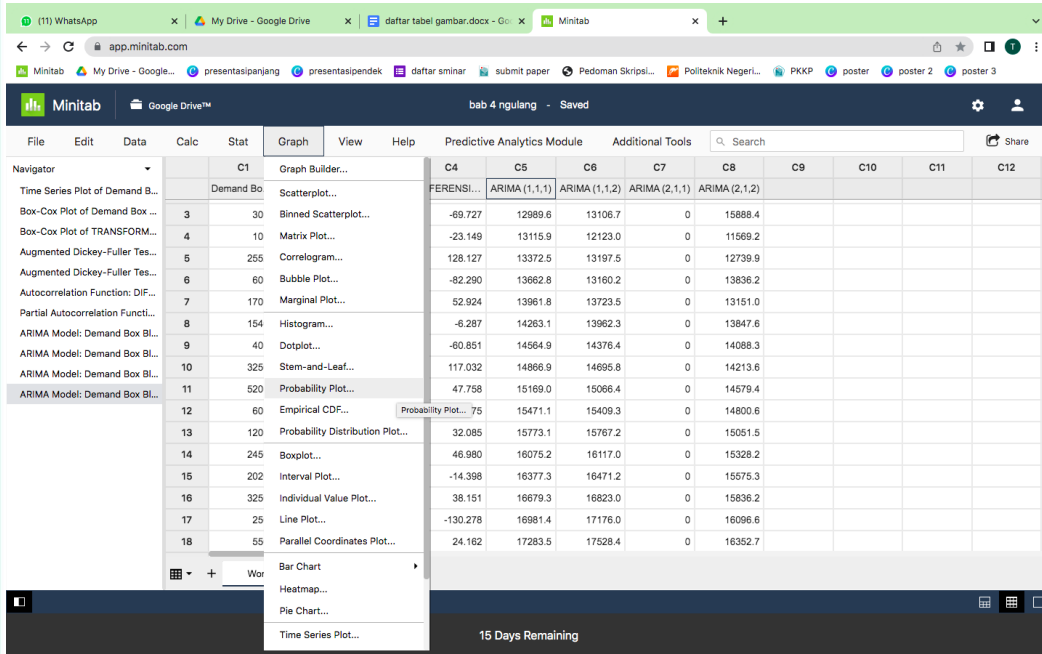 (11) WhatsApp × My Drive - Google Drive × daftar tabel gambar.docx - Goo × Minitab × +
app.minitab.com T
Minitab My Drive - Google... presentasipanjang presentasipendek daftar sminar submit paper Pedoman Skripsi... Politeknik Negeri... PKKP poster poster 2 poster 3
Minitab Google Drive™ bab 4 ngulang - Saved
File Edit Data Calc Stat Graph View Help Predictive Analytics Module Additional Tools Search Share
Navigator
Time Series Plot of Demand B...
Box-Cox Plot of Demand Box ...
Box-Cox Plot of TRANSFORM...
Augmented Dickey-Fuller Tes...
Augmented Dickey-Fuller Tes...
Autocorrelation Function: DIF...
Partial Autocorrelation Functi...
ARIMA Model: Demand Box Bl...
ARIMA Model: Demand Box Bl...
ARIMA Model: Demand Box Bl...
ARIMA Model: Demand Box Bl...
Graph Builder...
Scatterplot...
Binned Scatterplot...
Matrix Plot...
Correlogram...
Bubble Plot...
Marginal Plot...
Histogram...
Dotplot...
Stem-and-Leaf...
Probability Plot...
Empirical CDF...
Probability Distribution Plot...
Boxplot...
Interval Plot...
Individual Value Plot...
Line Plot...
Parallel Coordinates Plot...
Bar Chart
Heatmap...
Pie Chart...
Time Series Plot...
Probability Plot...
C1 C4 C5 C6 C7 C8 C9 C10 C11 C12
Demand Bo FERENSI... ARIMA (1,1,1) ARIMA (1,1,2) ARIMA (2,1,1) ARIMA (2,1,2)
3 30 -69.727 12989.6 13106.7 0 15888.4
4 10 -23.149 13115.9 12123.0 0 11569.2
5 255 128.127 13372.5 13197.5 0 12739.9
6 60 -82.290 13662.8 13160.2 0 13836.2
7 170 52.924 13961.8 13723.5 0 13151.0
8 154 -6.287 14263.1 13962.3 0 13847.6
9 40 -60.851 14564.9 14376.4 0 14088.3
10 325 117.032 14866.9 14695.8 0 14213.6
11 520 47.758 15169.0 15066.4 0 14579.4
12 60 75 15471.1 15409.3 0 14800.6
13 120 32.085 15773.1 15767.2 0 15051.5
14 245 46.980 16075.2 16117.0 0 15328.2
15 202 -14.398 16377.3 16471.2 0 15575.3
16 325 38.151 16679.3 16823.0 0 15836.2
17 25 -130.278 16981.4 17176.0 0 16096.6
18 55 24.162 17283.5 17528.4 0 16352.7
+ Wor
15 Days Remaining